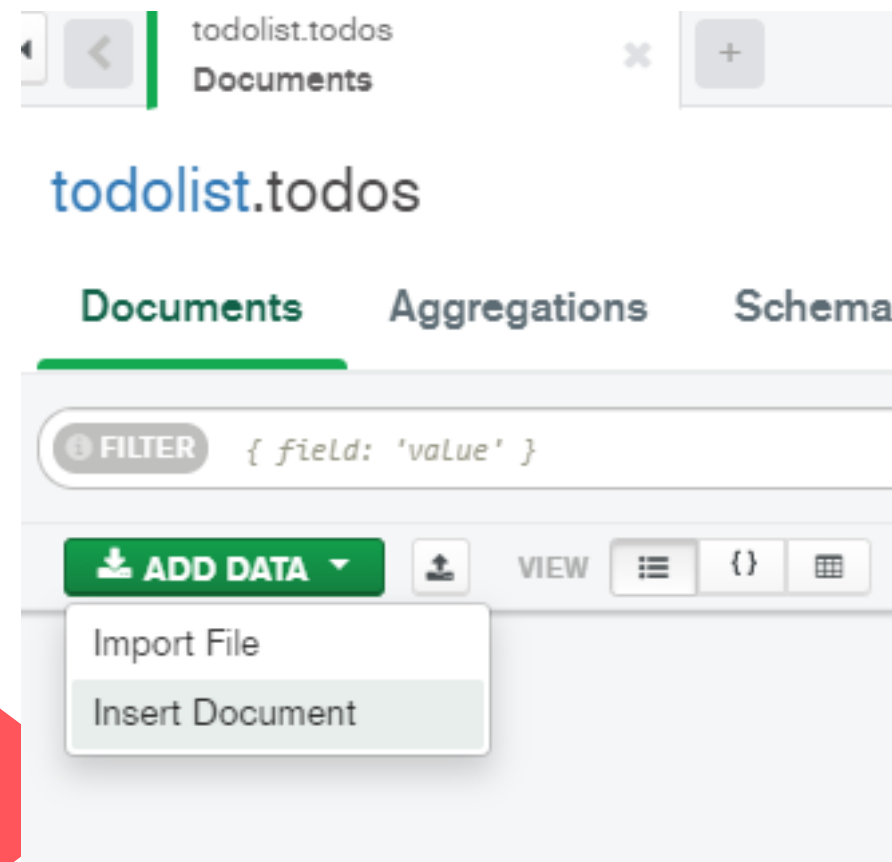 todolist.todos
Documents
todolist.todos
Documents Aggregations Schema
FILTER { field: 'value' }
ADD DATA VIEW {}
Import File
Insert Document